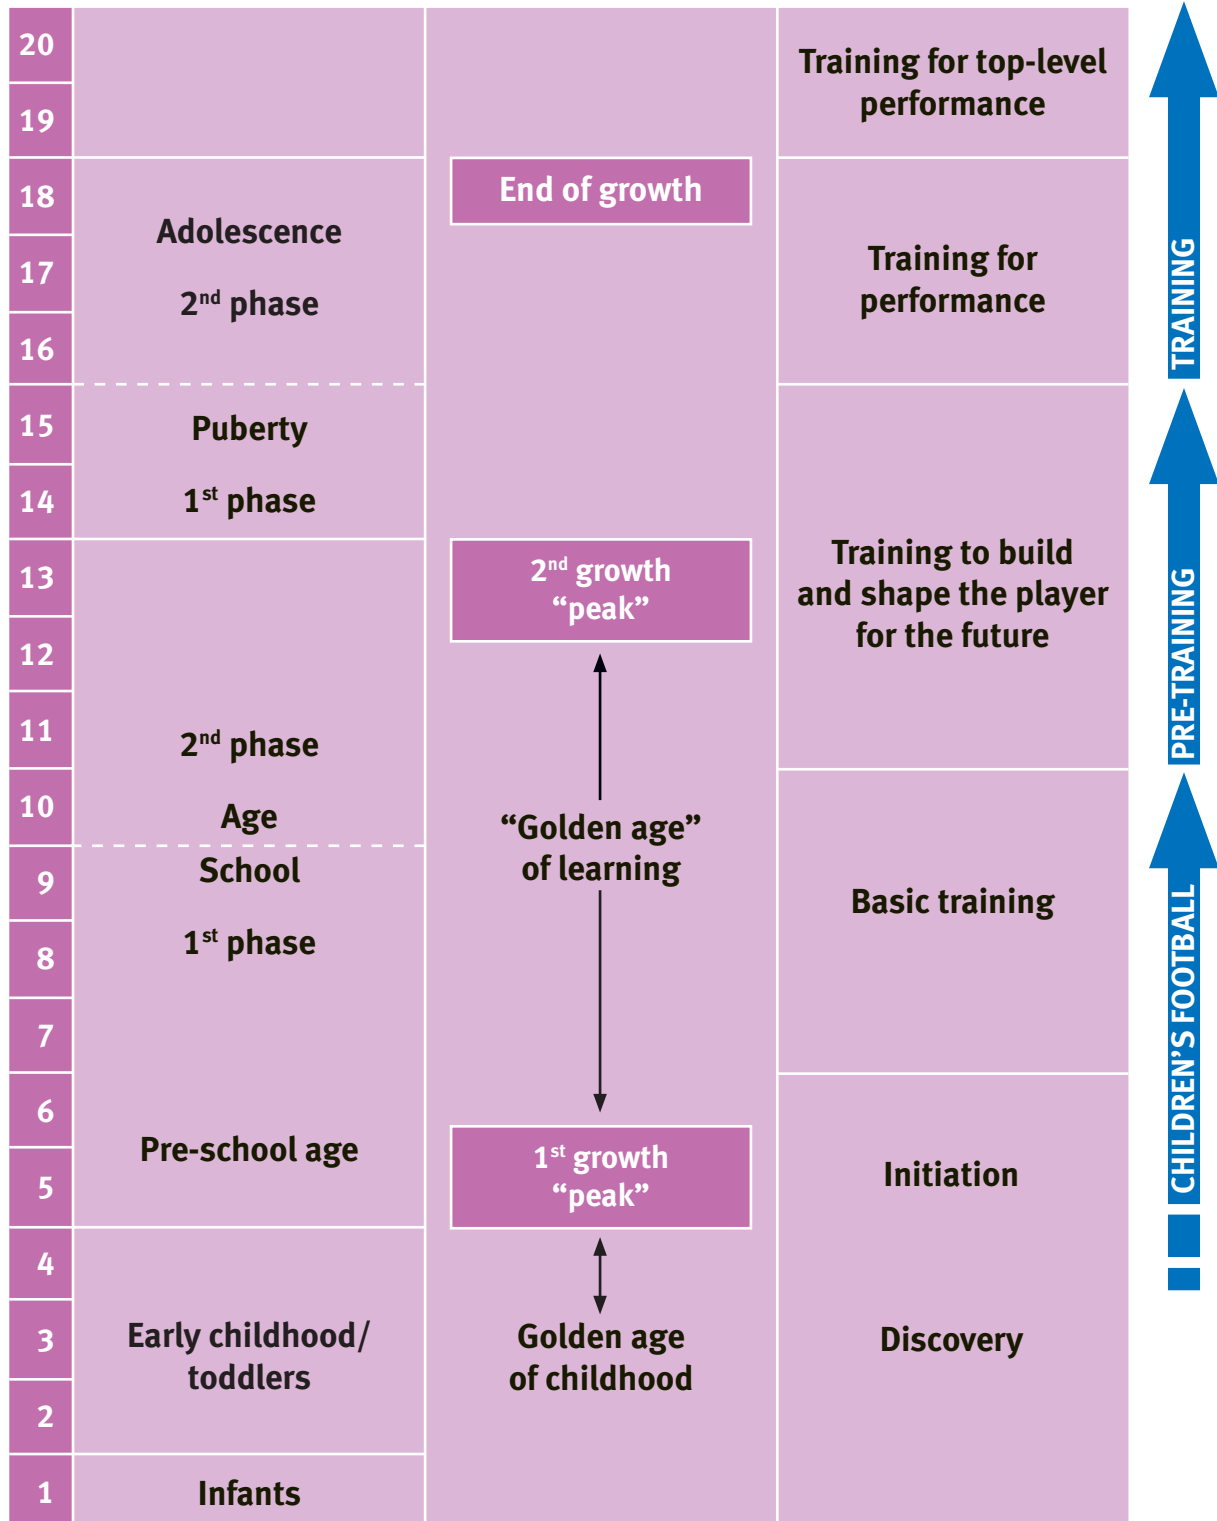 20
19
18
17
16
15
14
13
12
11
10
9
8
7
6
5
4
3
2
1
Adolescence
2nd phase
Puberty
1st phase
2nd phase
Age
School
1st phase
Pre-school age
Early childhood/
toddlers
Infants
End of growth
2nd growth
“peak”
“Golden age”
of learning
1st growth
“peak”
Golden age
of childhood
Training for top-level
performance
Training for
performance
Training to build
and shape the player
for the future
Basic training
Initiation
Discovery
TRAINING
PRE-TRAINING
CHILDREN’S FOOTBALL